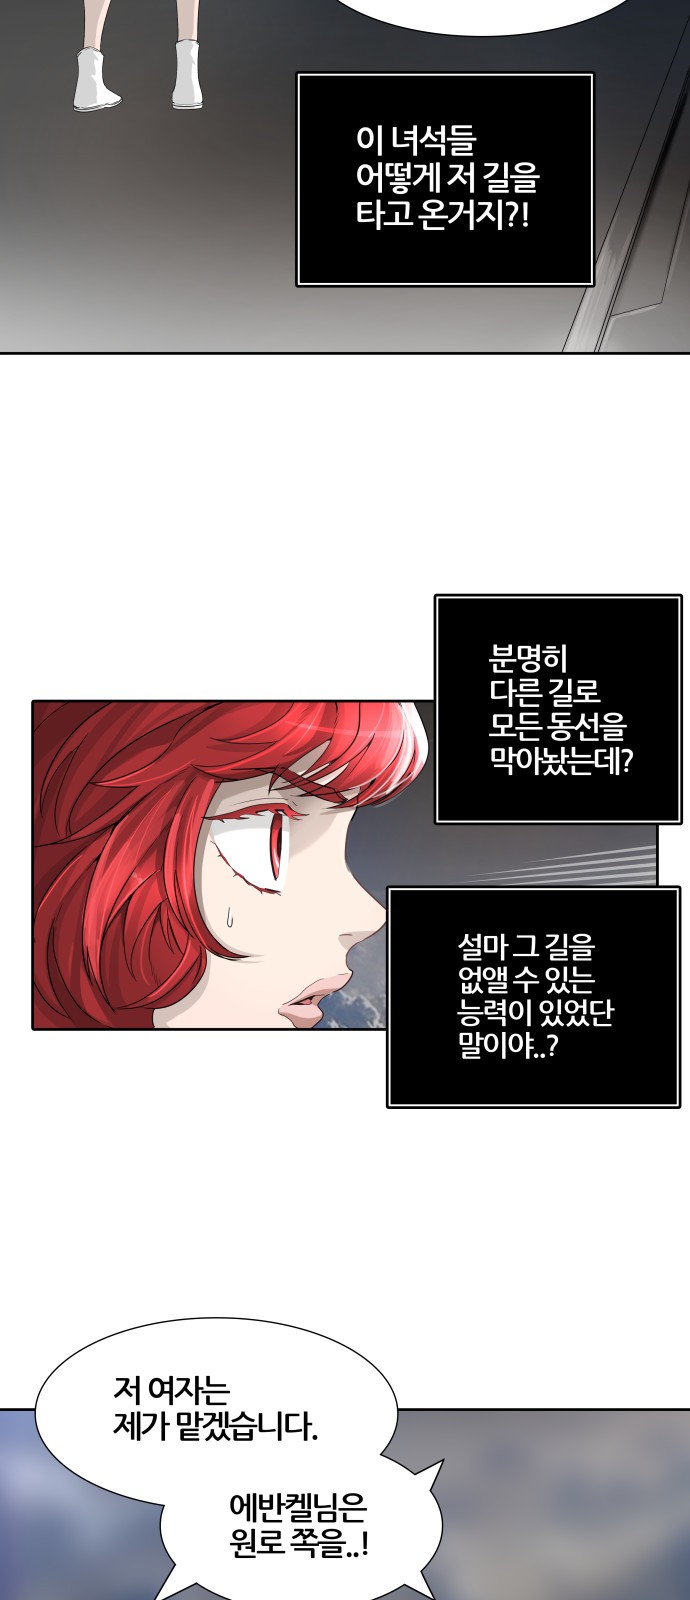 이 녀석들
어떻게 저 길을
타고 온거지?!
분명히
다른 길로
모든 동선을
막아놨는데?
설마 그 길을
없앨 수 있는
능력이 있었단
말이야..?
저 여자는
제가 맡겠습니다.
에반켈님은
원로 쪽을..!